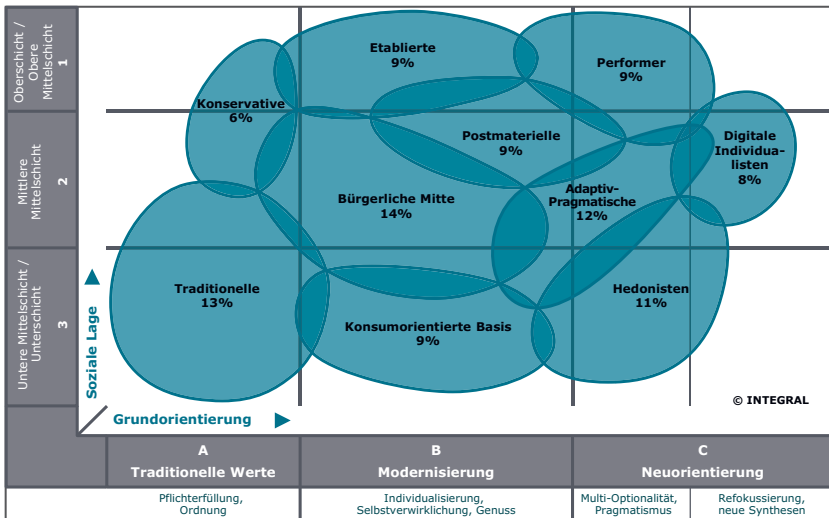 Oberschicht /
Obere
Mittelschicht
1
Mittlere
Mittelschicht
2
Untere Mittelschicht /
Unterschicht
3
Soziale Lage
Grundorientierung
Etablierte
9%
Performer
9%
Konservative
6%
Postmaterielle
9%
Digitale
Individua-
listen
8%
Bürgerliche Mitte
14%
Adaptiv-
Pragmatische
12%
Traditionelle
13%
Hedonisten
11%
Konsumorientierte Basis
9%
© INTEGRAL
A
Traditionelle Werte
B
Modernisierung
C
Neuorientierung
Pflichterfüllung,
Ordnung
Individualisierung,
Selbstverwirklichung, Genuss
Multi-Optionalität,
Pragmatismus
Refokussierung,
neue Synthesen